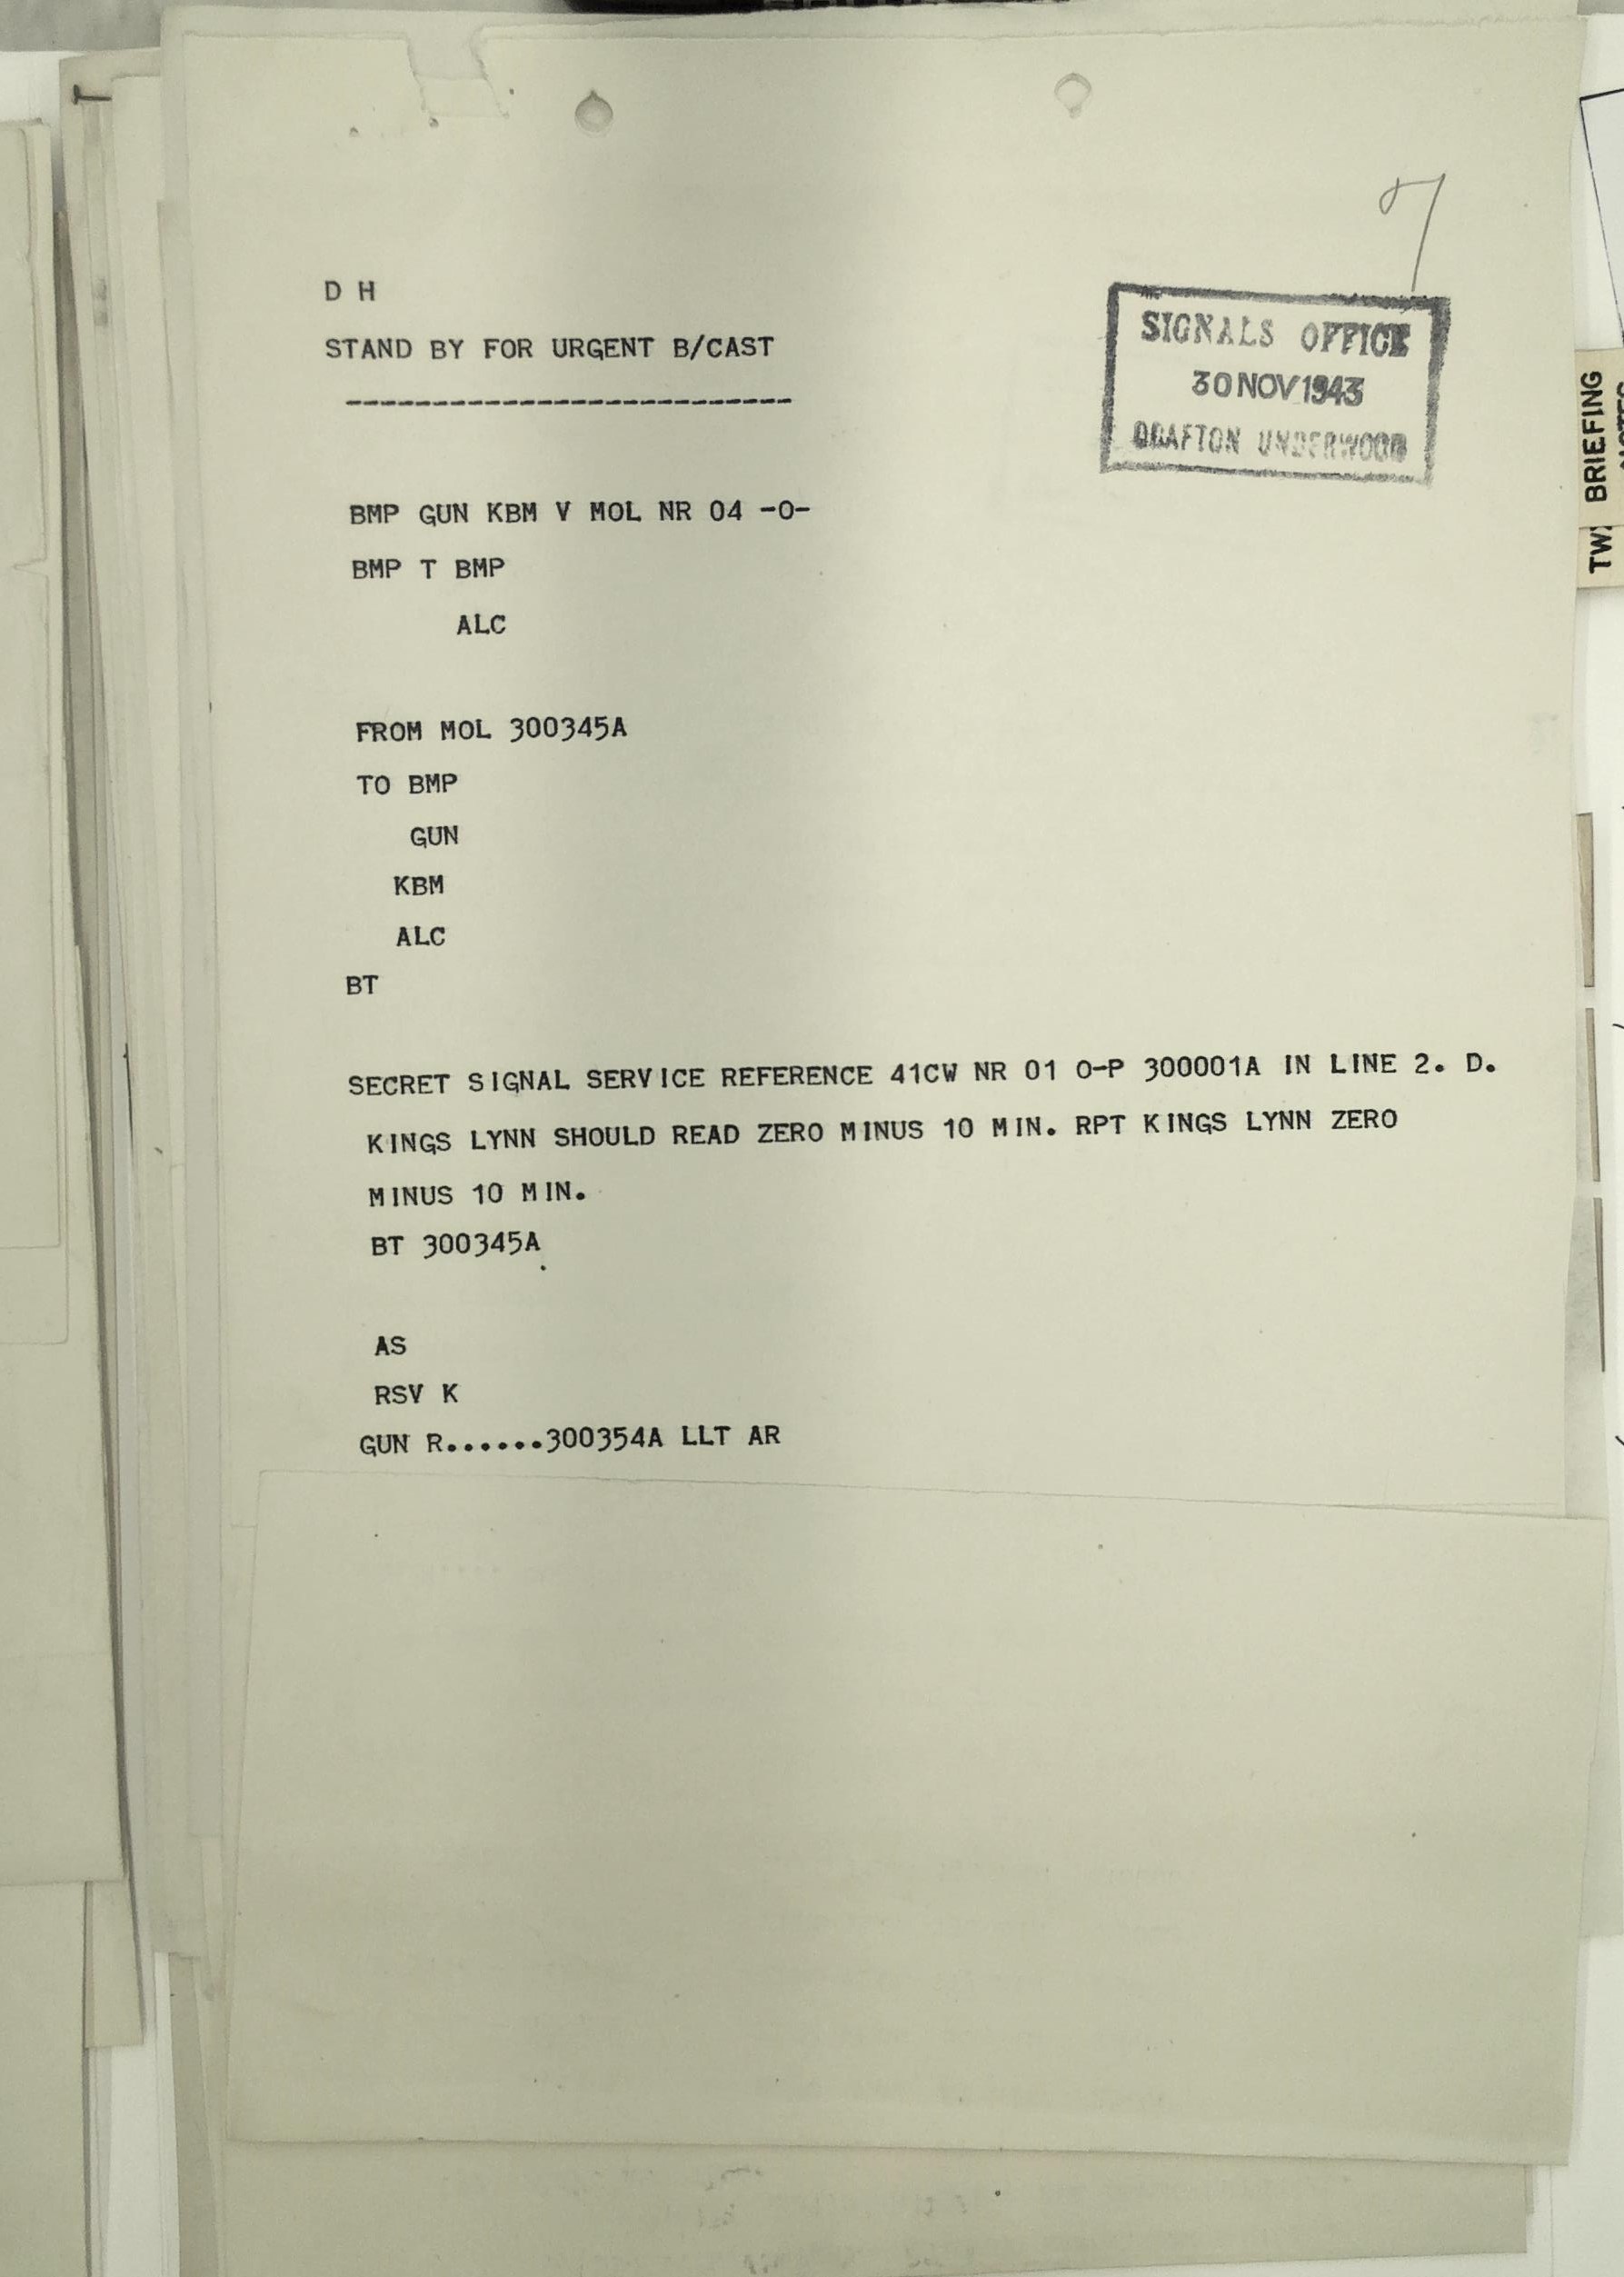 7
D H
STAND BY FOR URGENT B/CAST
--------------------------
SIGNALS OFFICE
30 NOV 1943
GRAFTON UNDERWOOD
BMP GUN KBM V MOL NR 04 -O-
BMP T BMP
ALC
FROM MOL 300345A
TO BMP
GUN
KBM
ALC
BT
SECRET SIGNAL SERVICE REFERENCE 41CW NR 01 O-P 300001A IN LINE 2. D.
KINGS LYNN SHOULD READ ZERO MINUS 10 MIN. RPT KINGS LYNN ZERO
MINUS 10 MIN.
BT 300345A
AS
RSV K
GUN R......300354A LLT AR
BRIEFING